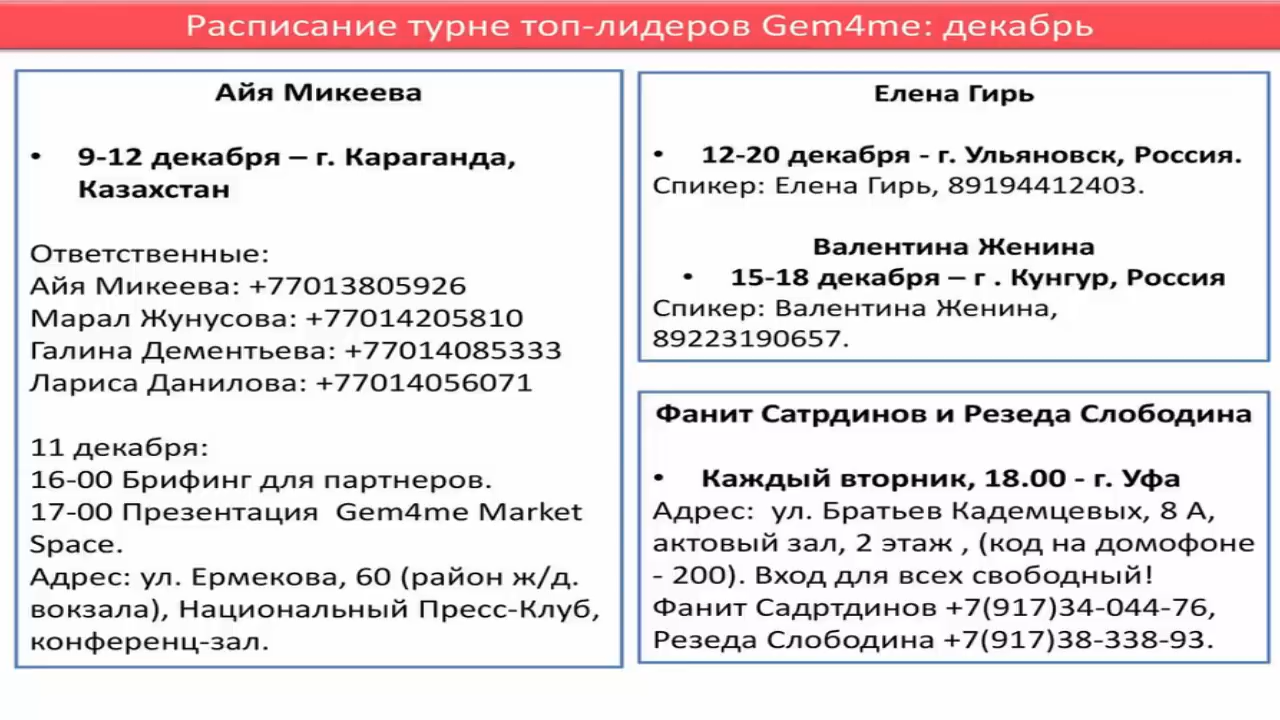 Расписание турне топ-лидеров Gem4me: декабрь
Айя Микеева
• 9-12 декабря – г. Караганда,
Казахстан
Ответственные:
Айя Микеева: +77013805926
Марал Жунусова: +77014205810
Галина Дементьева: +77014085333
Лариса Данилова: +77014056071
11 декабря:
16-00 Брифинг для партнеров.
17-00 Презентация Gem4me Market
Space.
Адрес: ул. Ермекова, 60 (район ж/д.
вокзала), Национальный Пресс-Клуб,
конференц-зал.
Елена Гирь
• 12-20 декабря - г. Ульяновск, Россия.
Спикер: Елена Гирь, 89194412403.
Валентина Женина
• 15-18 декабря – г . Кунгур, Россия
Спикер: Валентина Женина,
89223190657.
Фанит Сатрдинов и Резеда Слободина
• Каждый вторник, 18.00 - г. Уфа
Адрес: ул. Братьев Кадемцевых, 8 А,
актовый зал, 2 этаж , (код на домофоне
- 200). Вход для всех свободный!
Фанит Садртдинов +7(917)34-044-76,
Резеда Слободина +7(917)38-338-93.